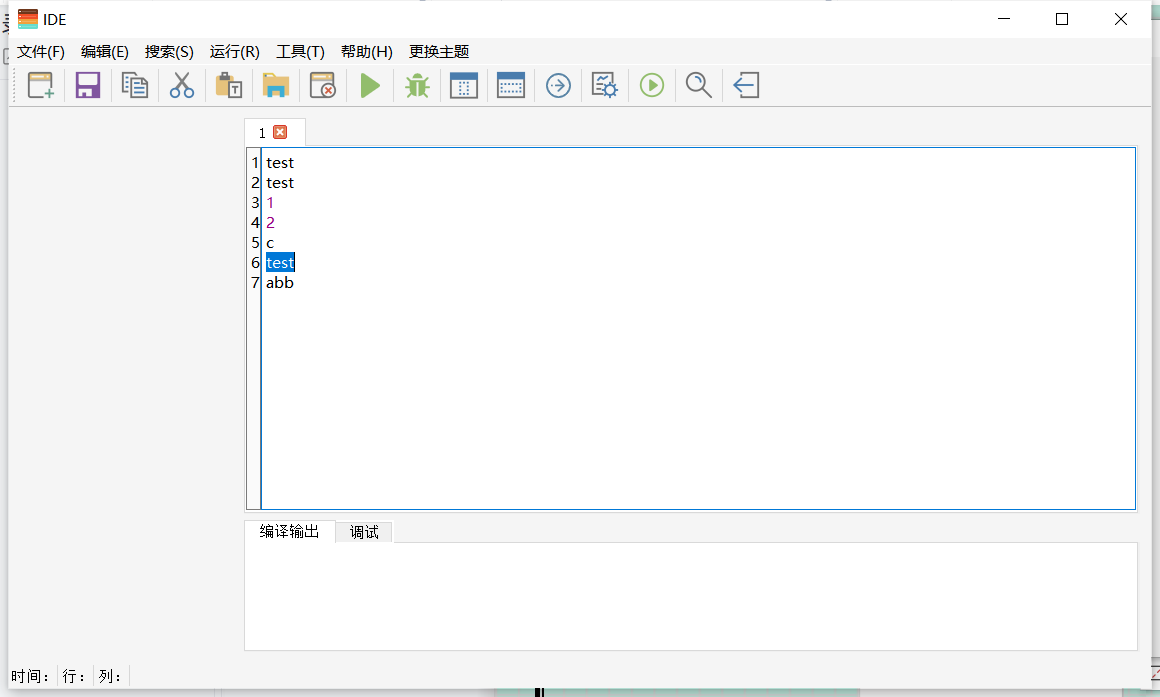 IDE
文件(F) 编辑(E) 搜索(S) 运行(R) 工具(T) 帮助(H) 更换主题
1
1 test
2 test
3 1
4 2
5 c
6 test
7 abb
编译输出 调试
时间： 行： 列：